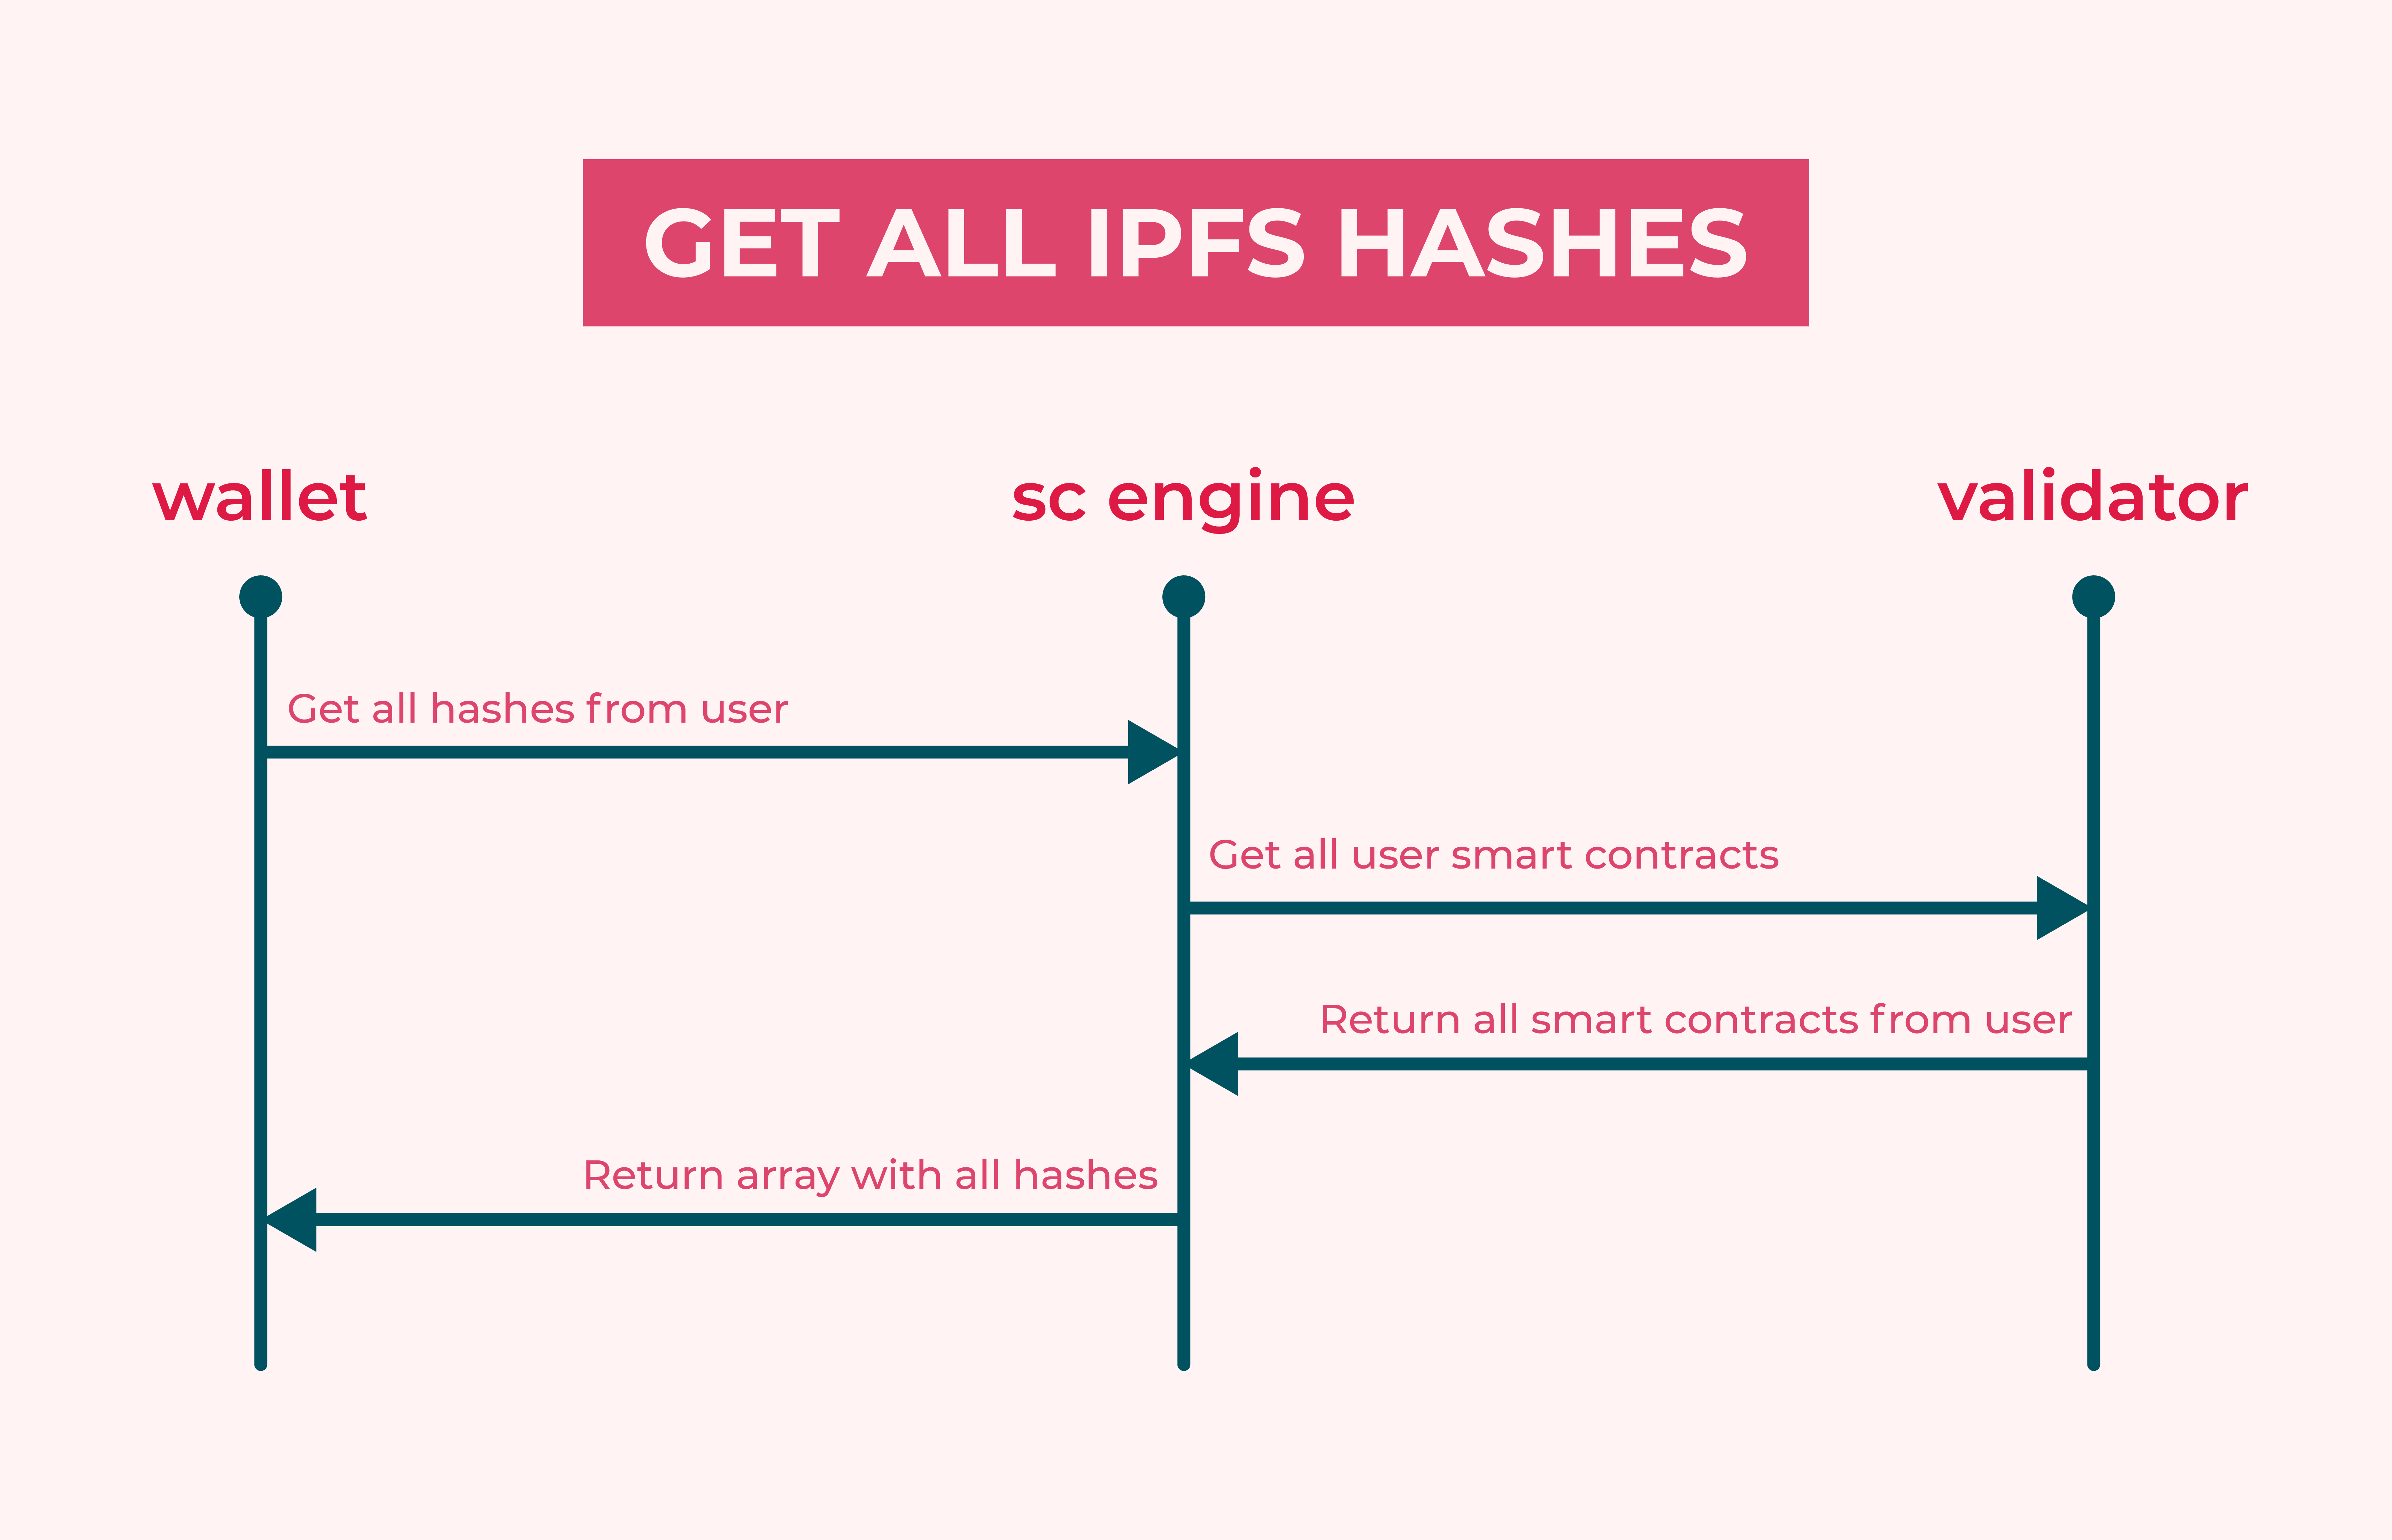 GET ALL IPFS HASHES
wallet
sc engine
validator
Get all hashes from user
Get all user smart contracts
Return all smart contracts from user
Return array with all hashes